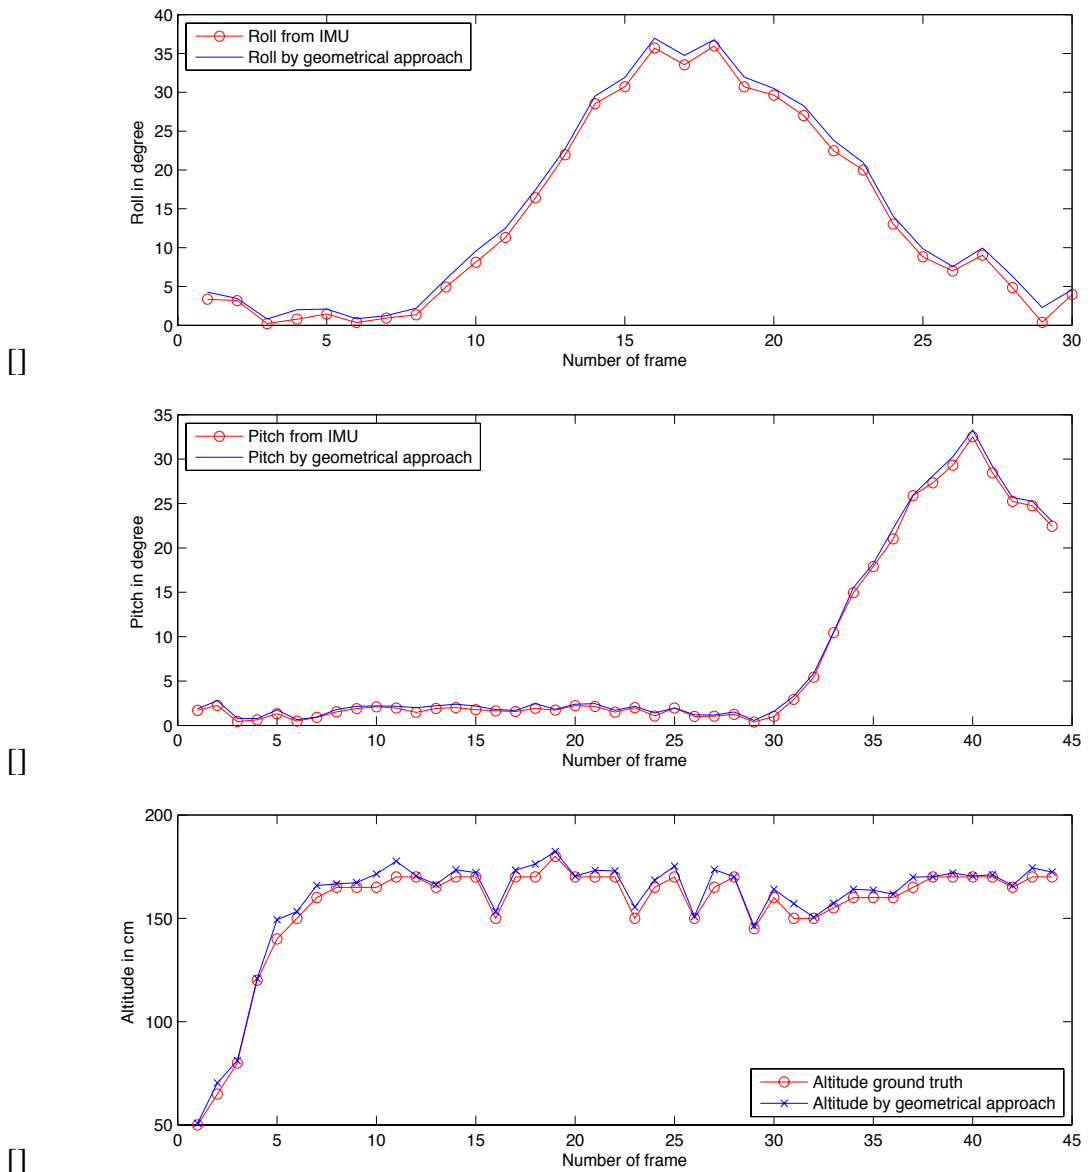 40
35
30
25
20
15
10
5
0
Roll in degree
Roll from IMU
Roll by geometrical approach
0 5 10 15 20 25 30
Number of frame
[]
35
30
25
20
15
10
5
0
Pitch in degree
Pitch from IMU
Pitch by geometrical approach
0 5 10 15 20 25 30 35 40 45
Number of frame
[]
200
150
100
50
Altitude in cm
Altitude ground truth
Altitude by geometrical approach
0 5 10 15 20 25 30 35 40 45
Number of frame
[]